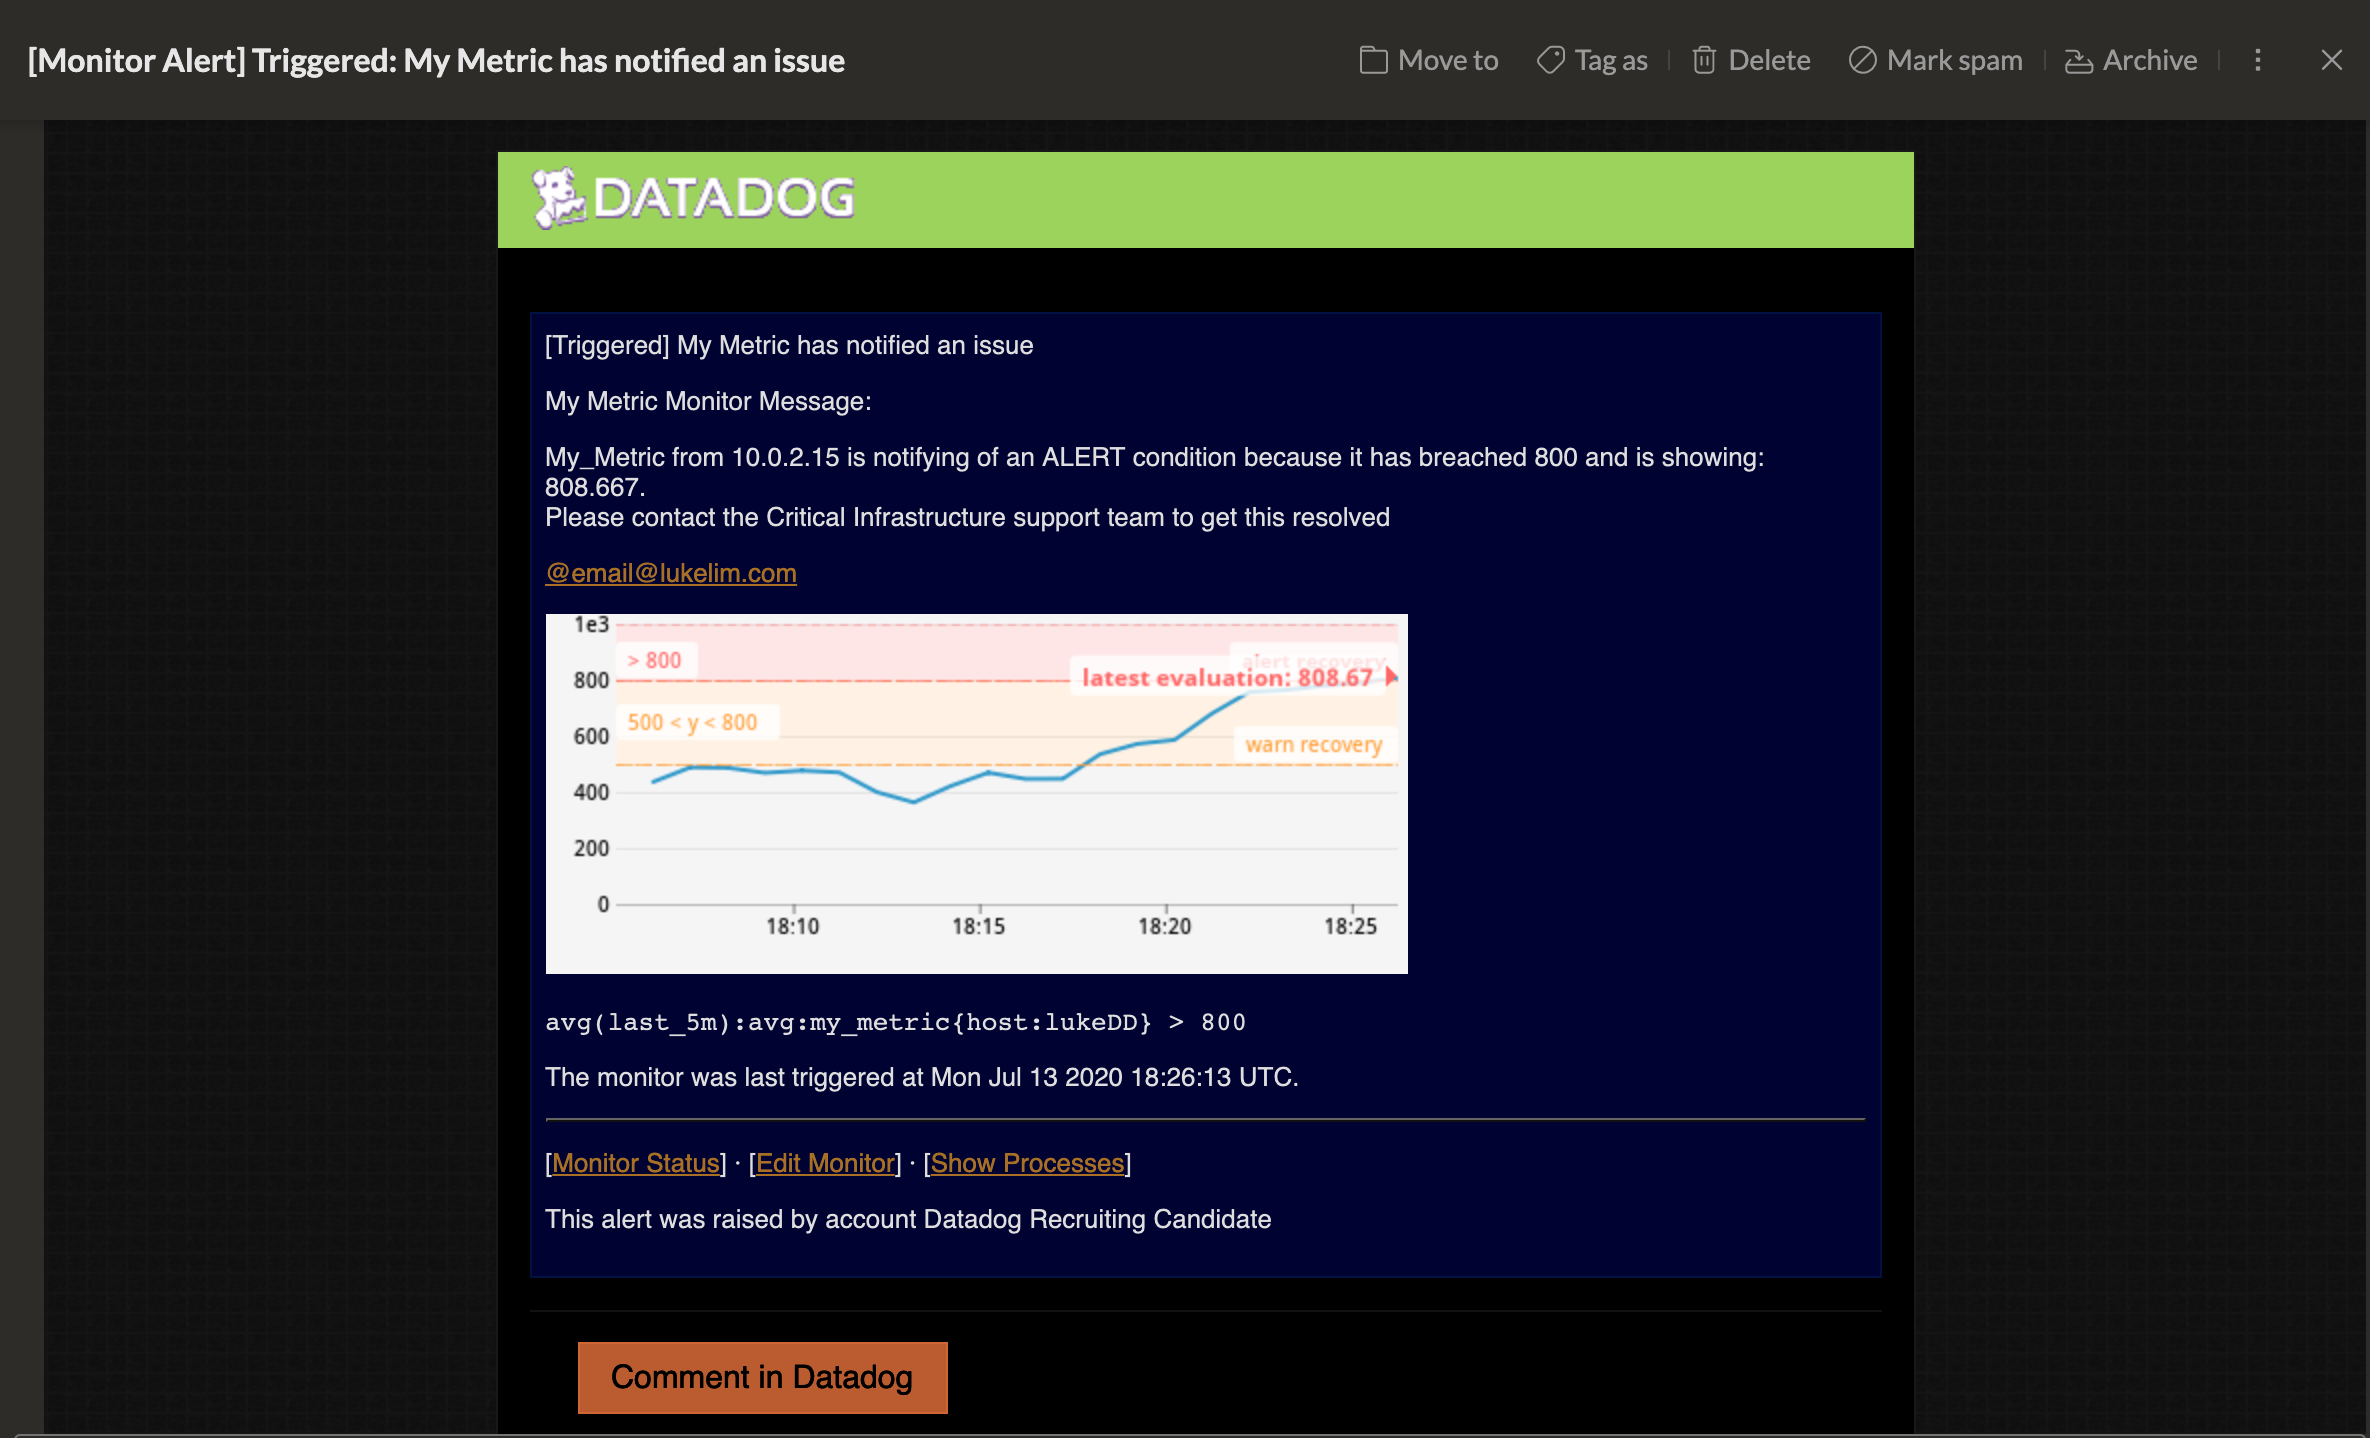 [Monitor Alert] Triggered: My Metric has notified an issue
Move to
Tag as
Delete
Mark spam
Archive
DATADOG
[Triggered] My Metric has notified an issue
My Metric Monitor Message:
My_Metric from 10.0.2.15 is notifying of an ALERT condition because it has breached 800 and is showing:
808.667.
Please contact the Critical Infrastructure support team to get this resolved
@email@lukelim.com
1e3
> 800
alert recovery
800
latest evaluation: 808.67
500 < y < 800
600
warn recovery
400
200
0
18:10
18:15
18:20
18:25
avg(last_5m):avg:my_metric{host:lukeDD} > 800
The monitor was last triggered at Mon Jul 13 2020 18:26:13 UTC.
[Monitor Status] · [Edit Monitor] · [Show Processes]
This alert was raised by account Datadog Recruiting Candidate
Comment in Datadog